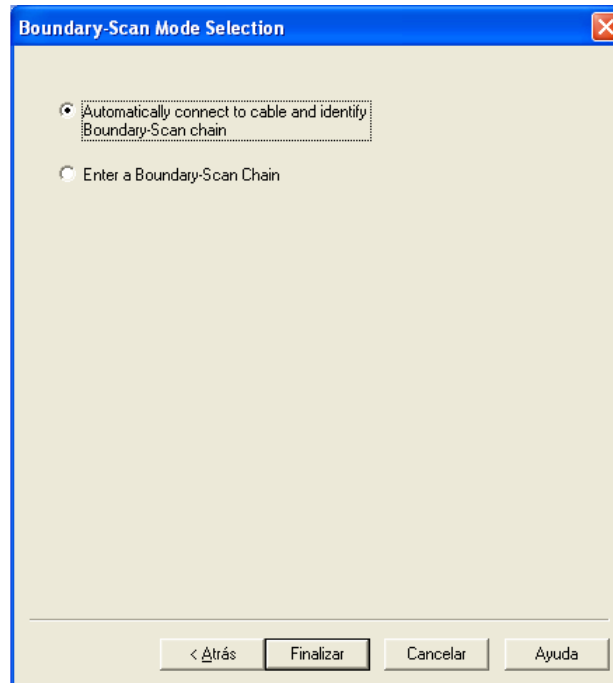 Boundary-Scan Mode Selection
Automatically connect to cable and identify
Boundary-Scan chain
Enter a Boundary-Scan Chain
< Atrás Finalizar Cancelar Ayuda